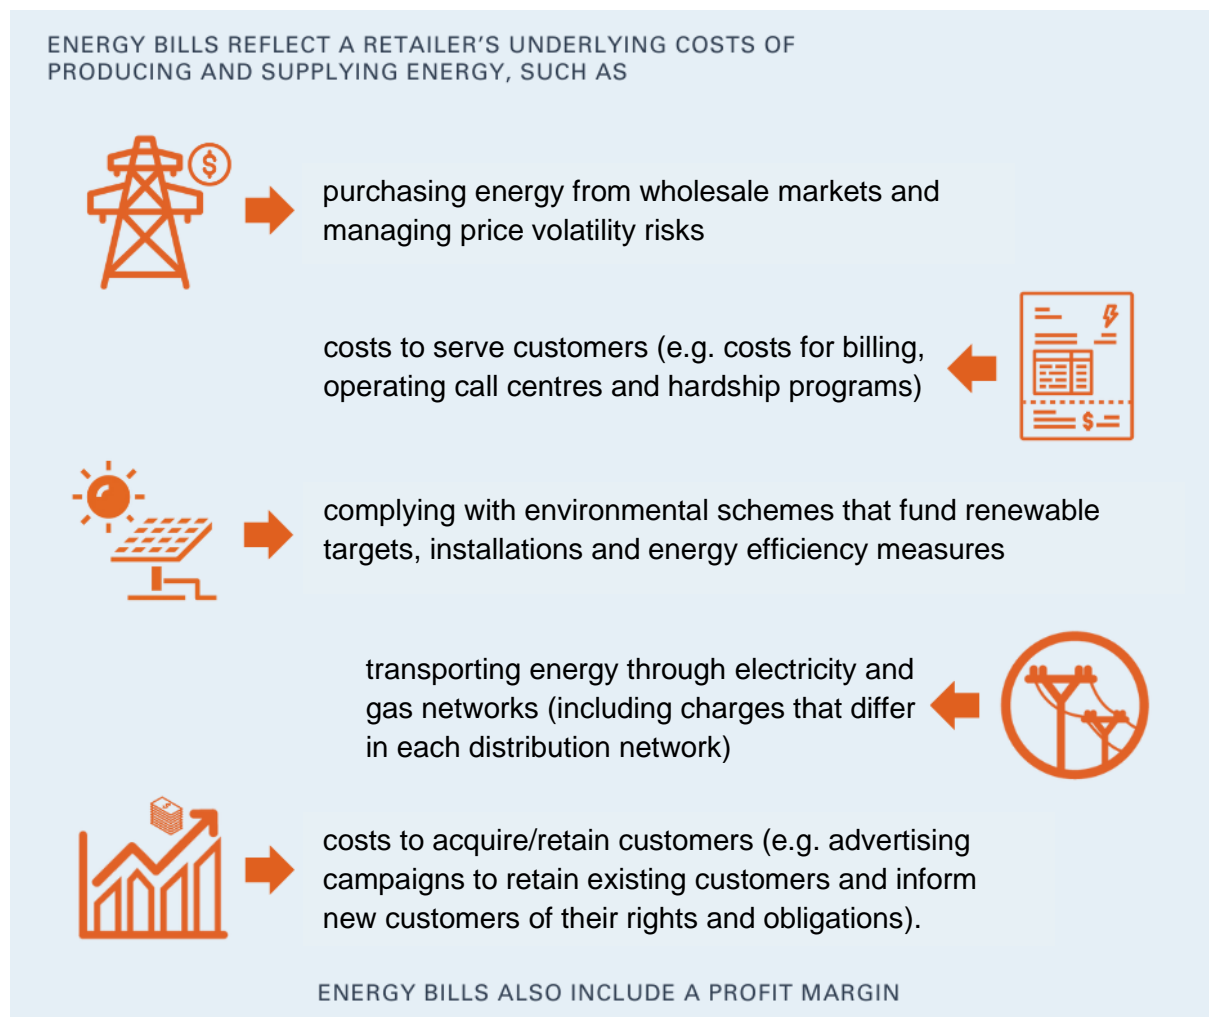 ENERGY BILLS REFLECT A RETAILER'S UNDERLYING COSTS OF
PRODUCING AND SUPPLYING ENERGY, SUCH AS
$
purchasing energy from wholesale markets and
managing price volatility risks
costs to serve customers (e.g. costs for billing,
operating call centres and hardship programs)
$
complying with environmental schemes that fund renewable
targets, installations and energy efficiency measures
transporting energy through electricity and
gas networks (including charges that differ
in each distribution network)
costs to acquire/retain customers (e.g. advertising
campaigns to retain existing customers and inform
new customers of their rights and obligations).
ENERGY BILLS ALSO INCLUDE A PROFIT MARGIN